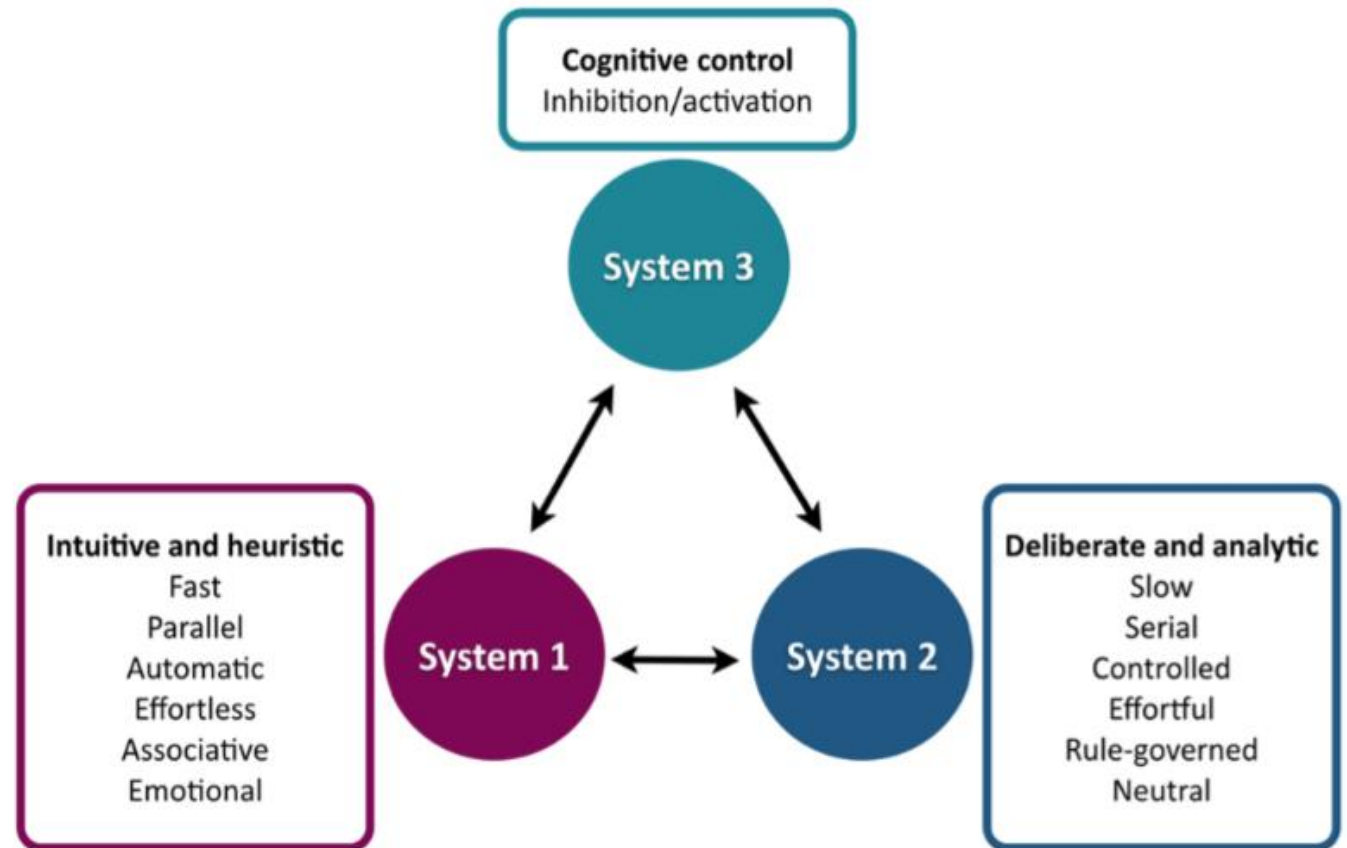 Cognitive control
Inhibition/activation
System 3
Intuitive and heuristic
Fast
Parallel
Automatic
Effortless
Associative
Emotional
System 1
System 2
Deliberate and analytic
Slow
Serial
Controlled
Effortful
Rule-governed
Neutral